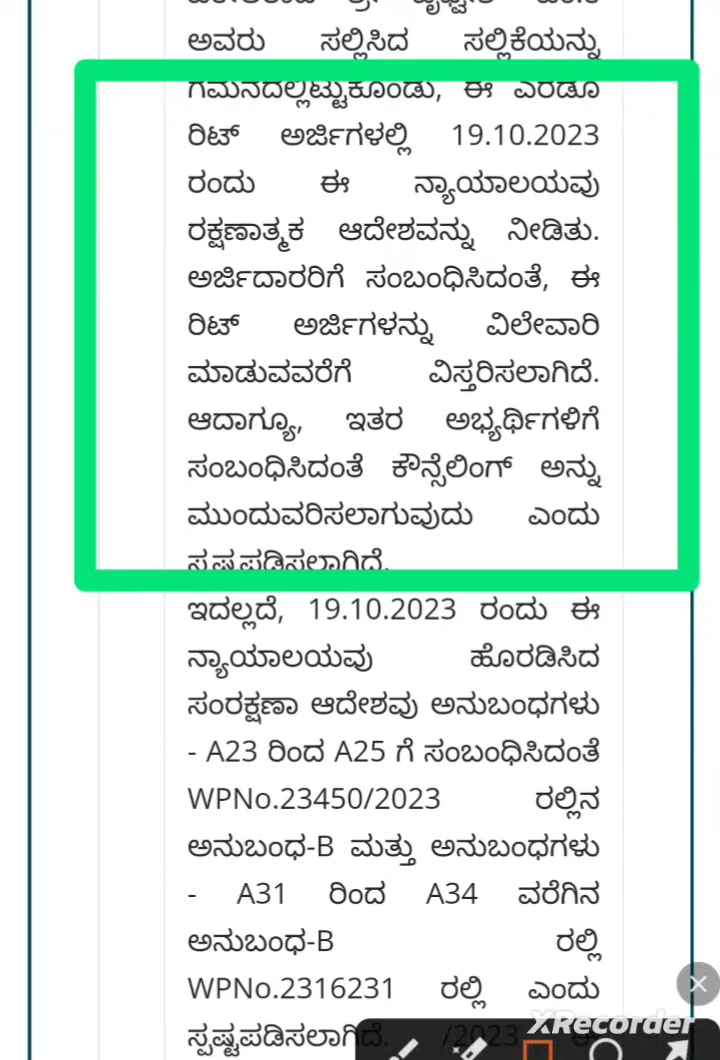 ಅವರು ಸಲ್ಲಿಸಿದ ಸಲ್ಲಿಕೆಯನ್ನು
ಗಮನದಲ್ಲಿಟ್ಟುಕೊಂಡು, ಈ ಎರಡೂ
ರಿಟ್ ಅರ್ಜಿಗಳಲ್ಲಿ 19.10.2023
ರಂದು ಈ ನ್ಯಾಯಾಲಯವು
ರಕ್ಷಣಾತ್ಮಕ ಆದೇಶವನ್ನು ನೀಡಿತು.
ಅರ್ಜಿದಾರರಿಗೆ ಸಂಬಂಧಿಸಿದಂತೆ, ಈ
ರಿಟ್ ಅರ್ಜಿಗಳನ್ನು ವಿಲೇವಾರಿ
ಮಾಡುವವರೆಗೆ ವಿಸ್ತರಿಸಲಾಗಿದೆ.
ಆದಾಗ್ಯೂ, ಇತರ ಅಭ್ಯರ್ಥಿಗಳಿಗೆ
ಸಂಬಂಧಿಸಿದಂತೆ ಕೌನ್ಸೆಲಿಂಗ್ ಅನ್ನು
ಮುಂದುವರಿಸಲಾಗುವುದು ಎಂದು
ಸ್ಪಷ್ಟಪಡಿಸಲಾಗಿದೆ.
ಇದಲ್ಲದೆ, 19.10.2023 ರಂದು ಈ
ನ್ಯಾಯಾಲಯವು ಹೊರಡಿಸಿದ
ಸಂರಕ್ಷಣಾ ಆದೇಶವು ಅನುಬಂಧಗಳು
- A23 ರಿಂದ A25 ಗೆ ಸಂಬಂಧಿಸಿದಂತೆ
WPNo.23450/2023 ರಲ್ಲಿನ
ಅನುಬಂಧ-B ಮತ್ತು ಅನುಬಂಧಗಳು
- A31 ರಿಂದ A34 ವರೆಗಿನ
ಅನುಬಂಧ-B ರಲ್ಲಿ
WPNo.2316231 ರಲ್ಲಿ ಎಂದು
ಸ್ಪಷ್ಟಪಡಿಸಲಾಗಿದೆ. /2023 ಈ
XRecorder